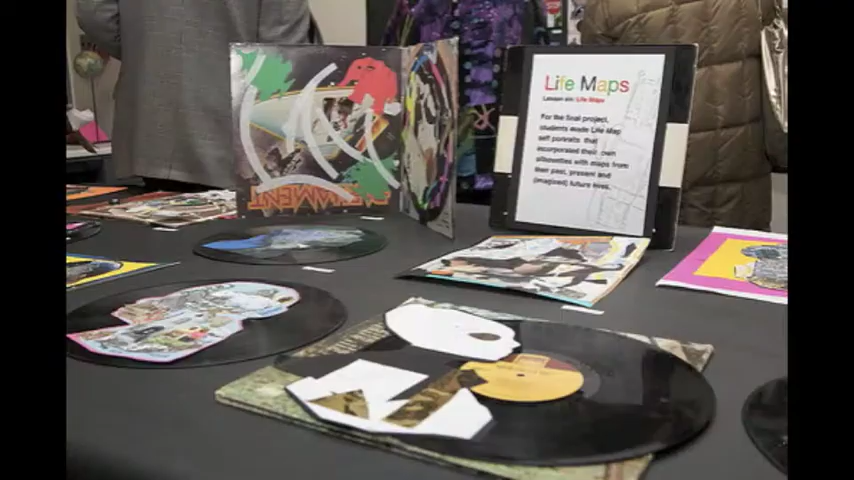 Life Maps
Lesson six: Life Maps
For the final project,
students made Life Map
self portraits that
incorporated their own
silhouettes with maps from
their past, present and
(imagined) future lives.